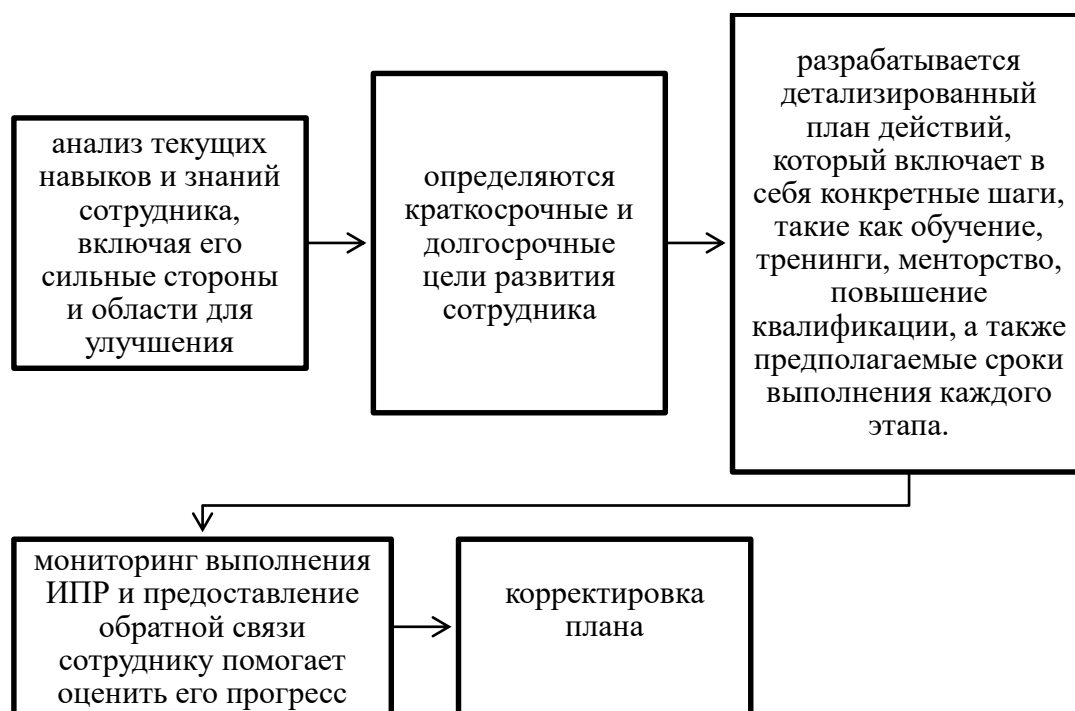 анализ текущих
навыков и знаний
сотрудника,
включая его
сильные стороны
и области для
улучшения
определяются
краткосрочные и
долгосрочные
цели развития
сотрудника
разрабатывается
детализированный
план действий,
который включает в
себя конкретные шаги,
такие как обучение,
тренинги, менторство,
повышение
квалификации, а также
предполагаемые сроки
выполнения каждого
этапа.
мониторинг выполнения
ИПР и предоставление
обратной связи
сотруднику помогает
оценить его прогресс
корректировка
плана